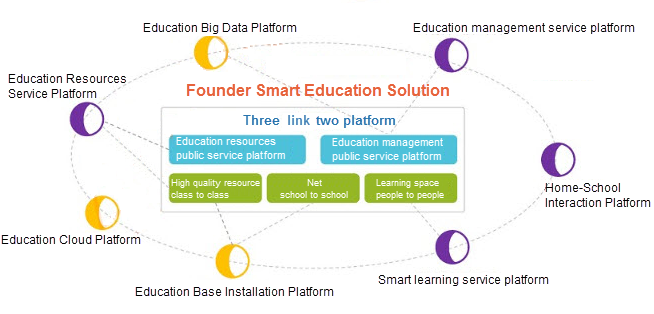 Education Big Data Platform
Education management service platform
Education Resources
Service Platform
Founder Smart Education Solution
Three link two platform
Education resources
public service platform
Education management
public service platform
High quality resource
class to class
Net
school to school
Learning space
people to people
Home-School
Interaction Platform
Education Cloud Platform
Smart learning service platform
Education Base Installation Platform